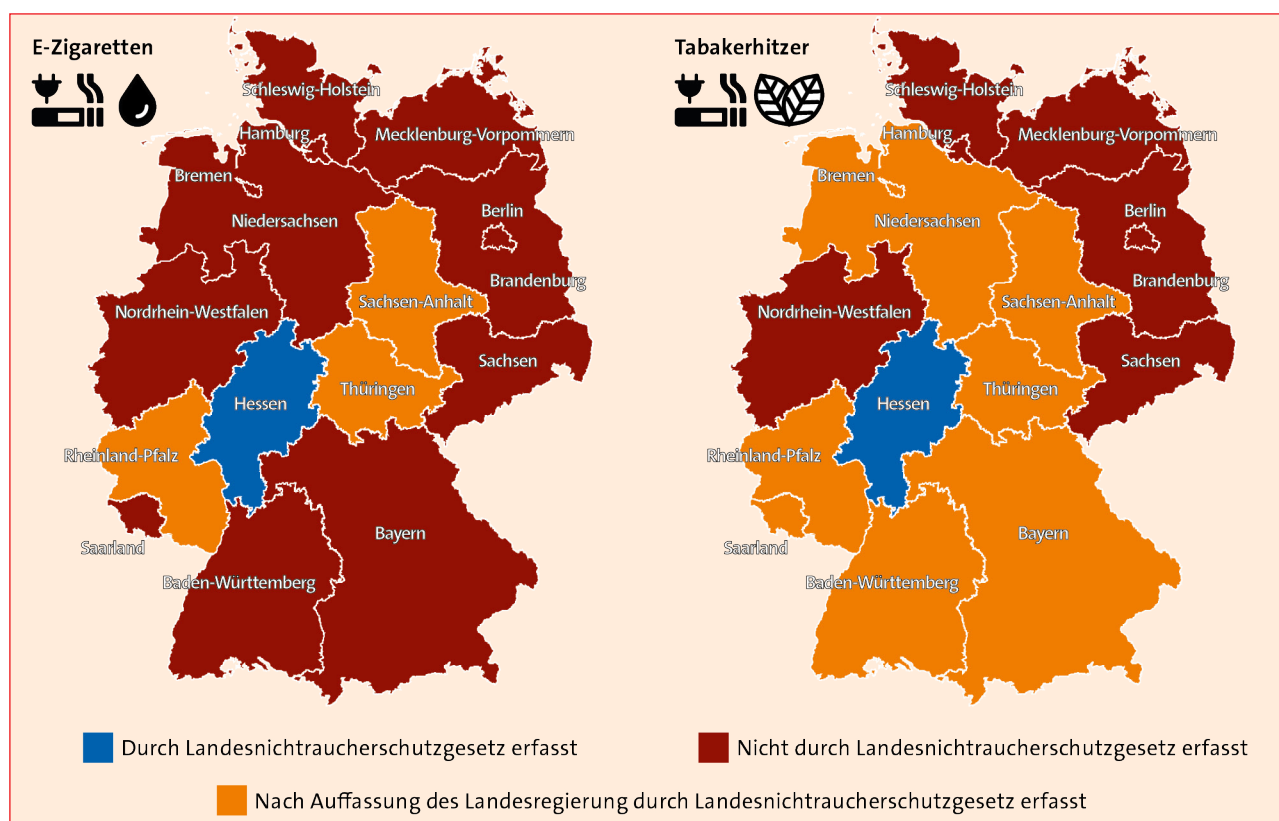 E-Zigaretten
Schleswig-Holstein
Hamburg
Mecklenburg-Vorpommern
Bremen
Berlin
Niedersachsen
Brandenburg
Sachsen-Anhalt
Nordrhein-Westfalen
Sachsen
Thüringen
Hessen
Rheinland-Pfalz
Bayern
Saarland
Baden-Württemberg
Tabakerhitzer
Schleswig-Holstein
Hamburg
Mecklenburg-Vorpommern
Bremen
Berlin
Niedersachsen
Brandenburg
Sachsen-Anhalt
Nordrhein-Westfalen
Sachsen
Thüringen
Hessen
Rheinland-Pfalz
Bayern
Saarland
Baden-Württemberg
Durch Landesnichtraucherschutzgesetz erfasst
Nicht durch Landesnichtraucherschutzgesetz erfasst
Nach Auffassung des Landesregierung durch Landesnichtraucherschutzgesetz erfasst